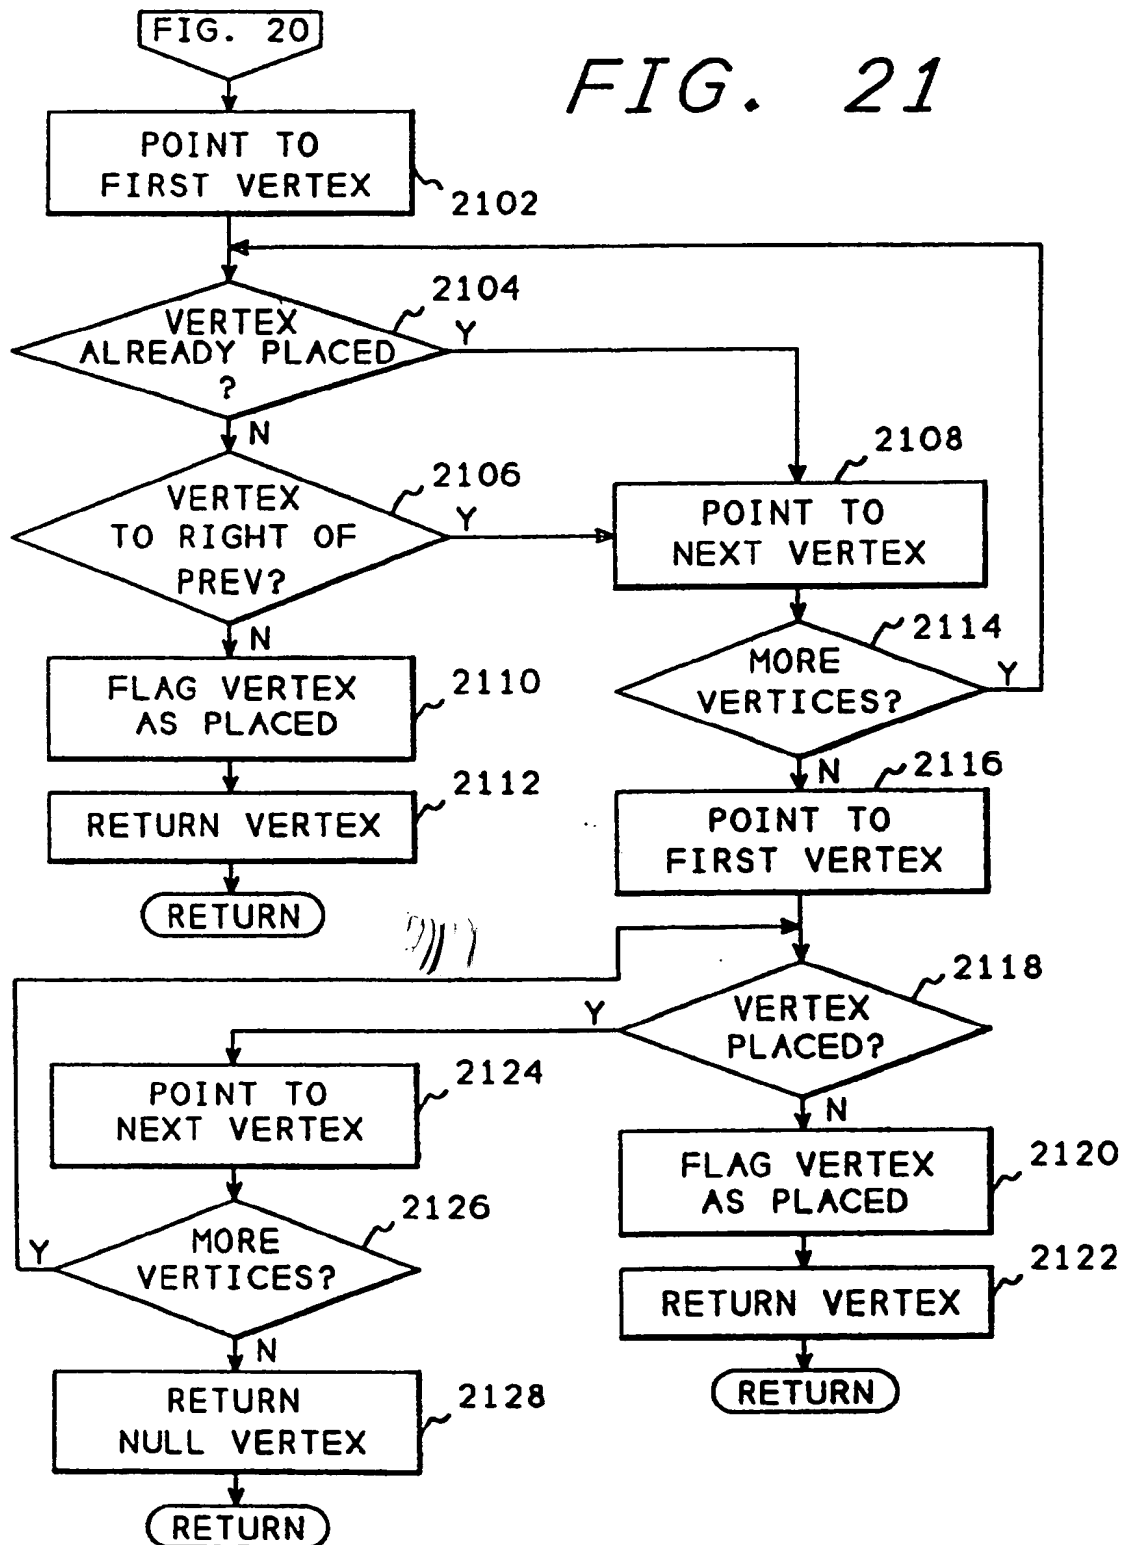 FIG. 20
FIG. 21
POINT TO
FIRST VERTEX
2102
2104
VERTEX
ALREADY PLACED
?
Y
N
2106
VERTEX
TO RIGHT OF
PREV?
Y
N
2108
POINT TO
NEXT VERTEX
2114
MORE
VERTICES?
Y
N
FLAG VERTEX
AS PLACED
2110
RETURN VERTEX
2112
RETURN
2116
POINT TO
FIRST VERTEX
2118
VERTEX
PLACED?
Y
N
POINT TO
NEXT VERTEX
2124
FLAG VERTEX
AS PLACED
2120
MORE
VERTICES?
2126
Y
N
RETURN VERTEX
2122
RETURN
RETURN
NULL VERTEX
2128
RETURN